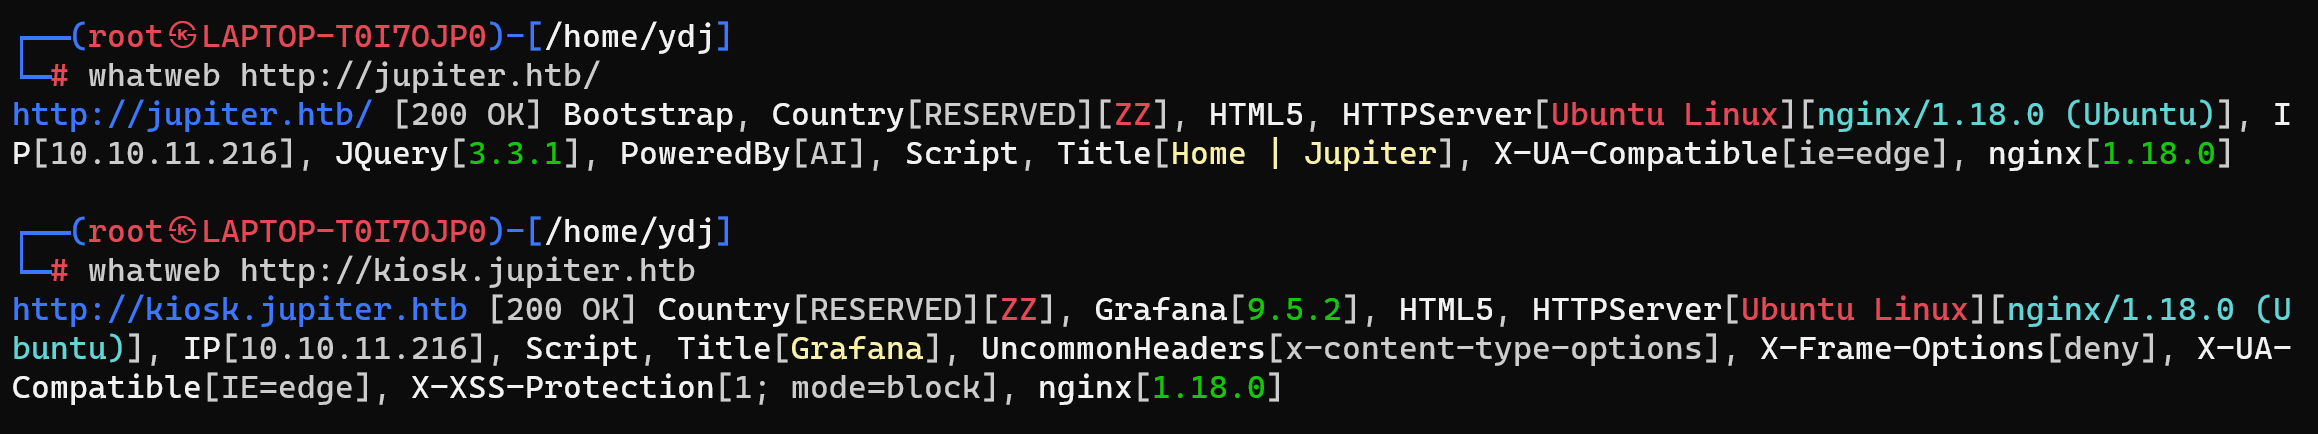 ┌──(root㉿LAPTOP-T0I7OJP0)-[/home/ydj]
└─# whatweb http://jupiter.htb/
http://jupiter.htb/ [200 OK] Bootstrap, Country[RESERVED][ZZ], HTML5, HTTPServer[Ubuntu Linux][nginx/1.18.0 (Ubuntu)], I
P[10.10.11.216], JQuery[3.3.1], PoweredBy[AI], Script, Title[Home | Jupiter], X-UA-Compatible[ie=edge], nginx[1.18.0]
┌──(root㉿LAPTOP-T0I7OJP0)-[/home/ydj]
└─# whatweb http://kiosk.jupiter.htb
http://kiosk.jupiter.htb [200 OK] Country[RESERVED][ZZ], Grafana[9.5.2], HTML5, HTTPServer[Ubuntu Linux][nginx/1.18.0 (U
buntu)], IP[10.10.11.216], Script, Title[Grafana], UncommonHeaders[x-content-type-options], X-Frame-Options[deny], X-UA-
Compatible[IE=edge], X-XSS-Protection[1; mode=block], nginx[1.18.0]